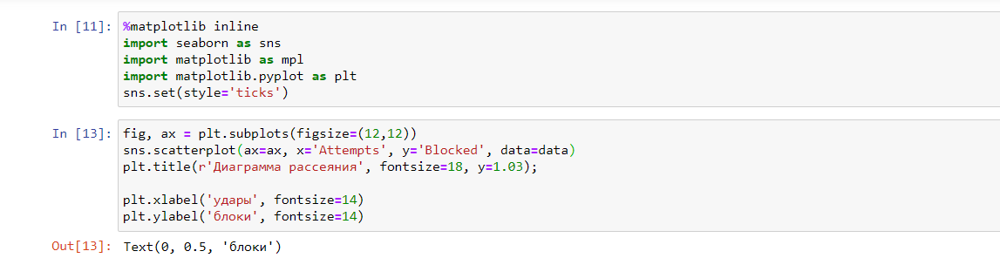 In [11]: %matplotlib inline
import seaborn as sns
import matplotlib as mpl
import matplotlib.pyplot as plt
sns.set(style='ticks')
In [13]: fig, ax = plt.subplots(figsize=(12,12))
sns.scatterplot(ax=ax, x='Attempts', y='Blocked', data=data)
plt.title(r'Диаграмма рассеяния', fontsize=18, y=1.03);
plt.xlabel('удары', fontsize=14)
plt.ylabel('блоки', fontsize=14)
Out[13]: Text(0, 0.5, 'блоки')